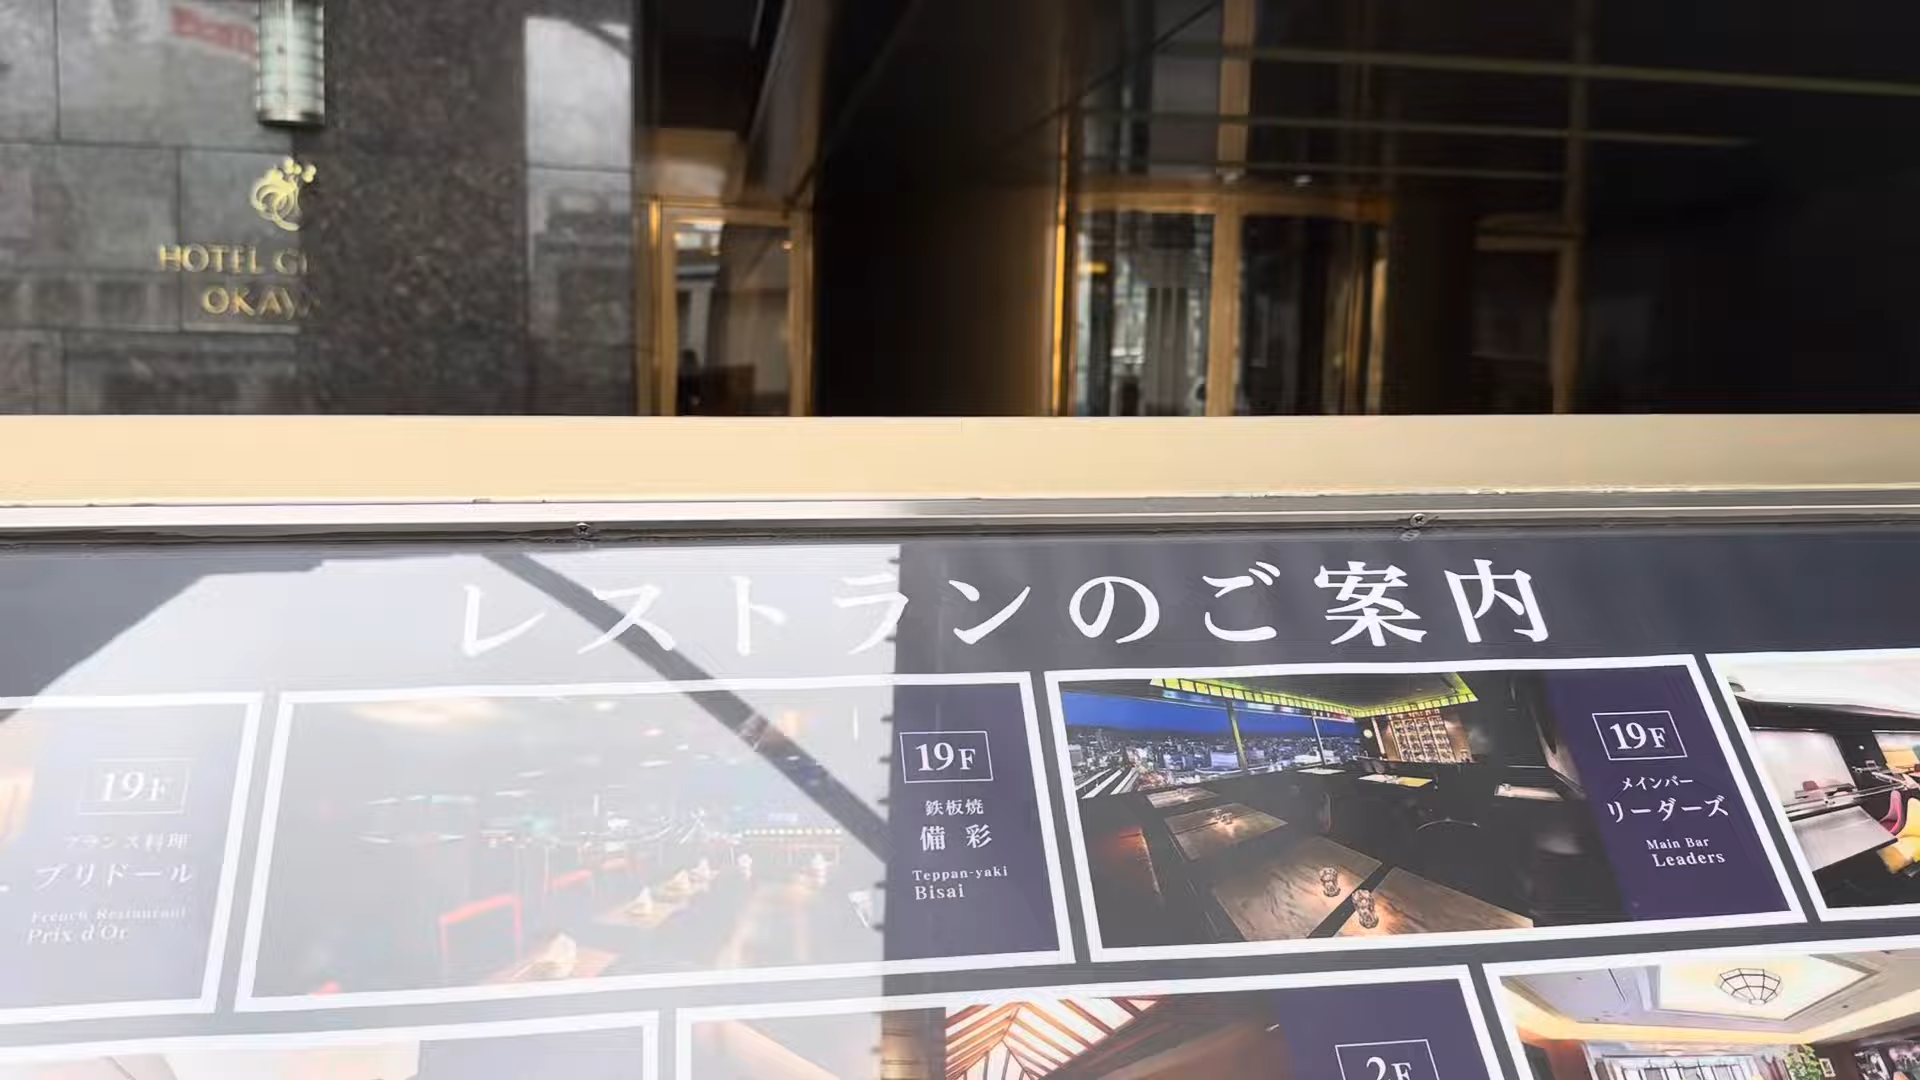 HOTEL
レストランのご案内
19F
フランス料理
プリドール
French Restaurant
Prix d'Or
19F
鉄板焼
備彩
Teppan-yaki
Bisai
19F
メインバー
リーダーズ
Main Bar
Leaders
2F